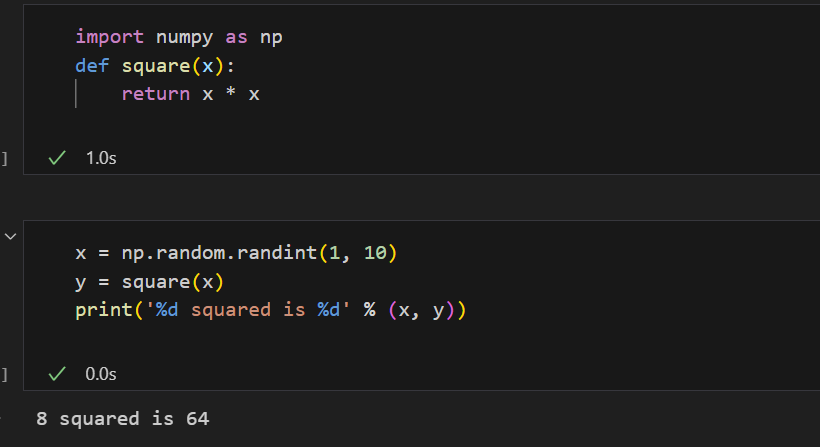 import numpy as np
def square(x):
    return x * x
]
1.0s
x = np.random.randint(1, 10)
y = square(x)
print('%d squared is %d' % (x, y))
]
0.0s
8 squared is 64